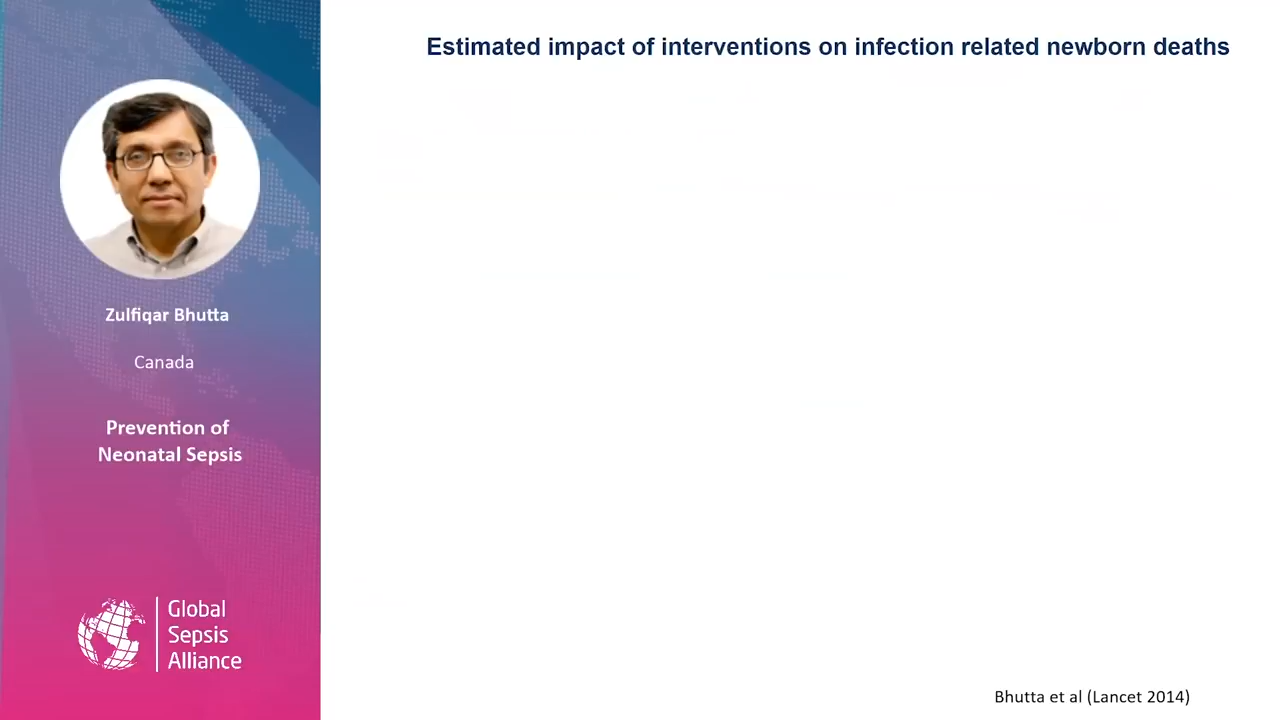 Estimated impact of interventions on infection related newborn deaths
Zulfiqar Bhutta
Canada
Prevention of
Neonatal Sepsis
Global
Sepsis
Alliance
Bhutta et al (Lancet 2014)